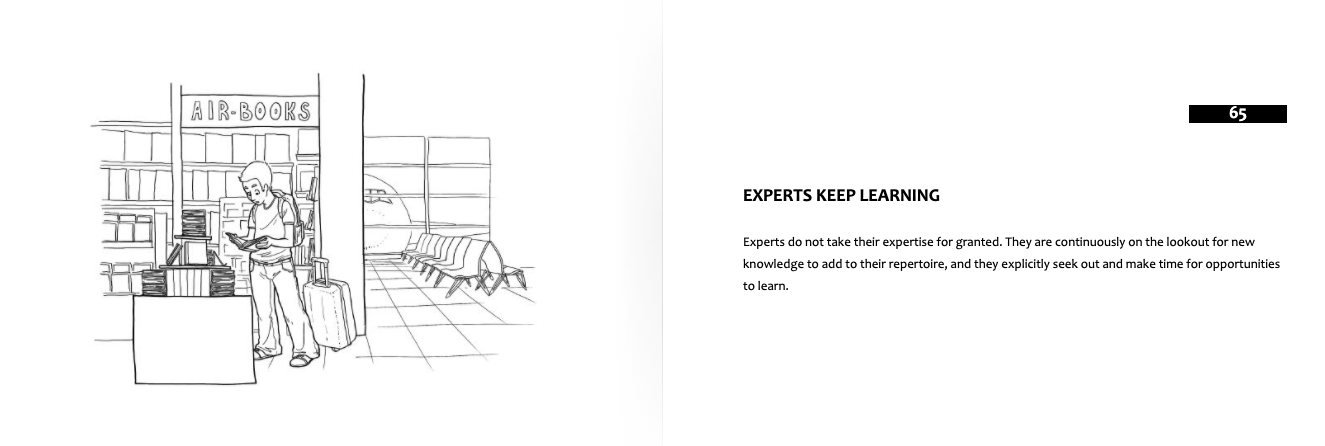 AIR-BOOKS
65
EXPERTS KEEP LEARNING
Experts do not take their expertise for granted. They are continuously on the lookout for new
knowledge to add to their repertoire, and they explicitly seek out and make time for opportunities
to learn.